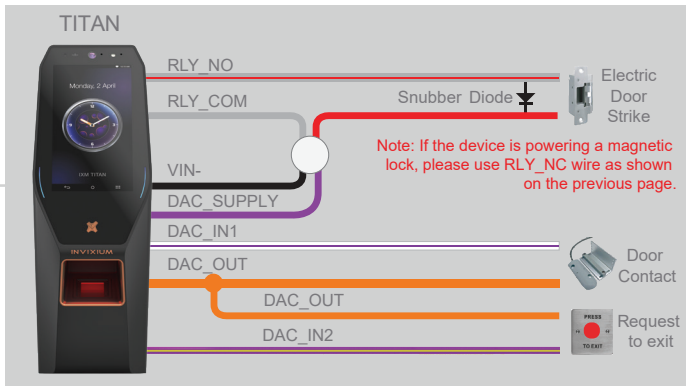 TITAN
RLY_NO
Electric
Door
Strike
Snubber Diode
RLY_COM
Monday, 2 April
Note: If the device is powering a magnetic
lock, please use RLY_NC wire as shown
on the previous page.
VIN-
IXM TITAN
DAC_SUPPLY
DAC_IN1
INVIXIUM
DAC_OUT
Door
Contact
DAC_OUT
PRESS
TO EXIT
Request
to exit
DAC_IN2